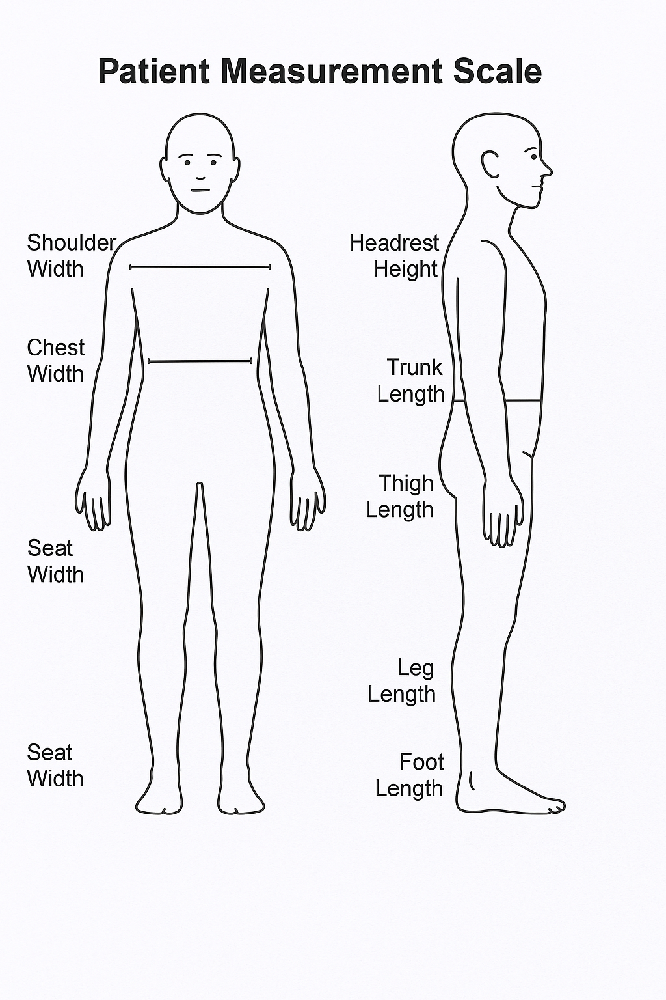 Patient Measurement Scale
Shoulder
Width
Chest
Width
Seat
Width
Seat
Width
Headrest
Height
Trunk
Length
Thigh
Length
Leg
Length
Foot
Length